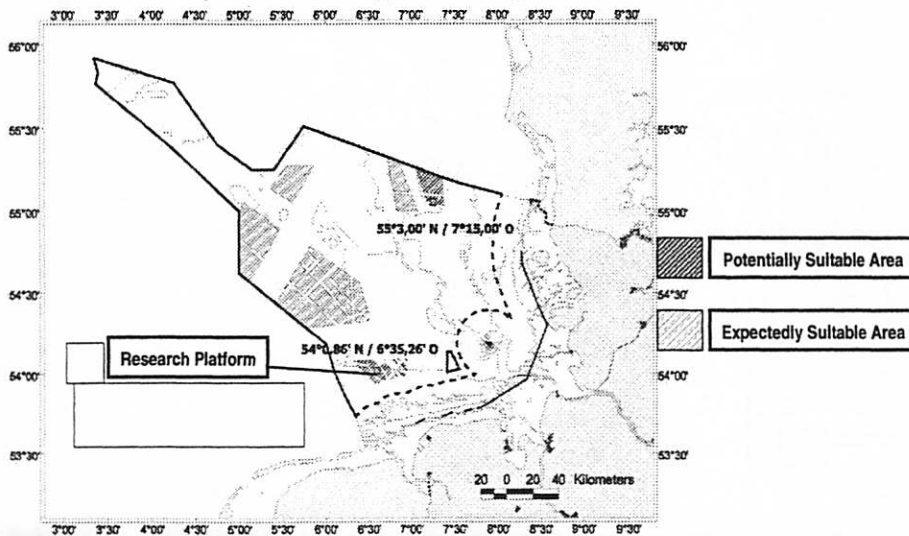 3°00' 3°30' 4°00' 4°30' 5°00' 5°30' 6°00' 6°30' 7°00' 7°30' 8°00' 8°30' 9°00' 9°30'
56°00' 56°00'
55°30' 55°30'
55°00' 55°00'
55°3,00' N / 7°15,00' O
Potentially Suitable Area
54°30' 54°30'
Expectedly Suitable Area
54°0,86' N / 6°35,26' O
Research Platform
54°00' 54°00'
53°30' 53°30'
20 0 20 40 Kilometers
3°00' 3°30' 4°00' 4°30' 5°00' 5°30' 6°00' 6°30' 7°00' 7°30' 8°00' 8°30' 9°00' 9°30'